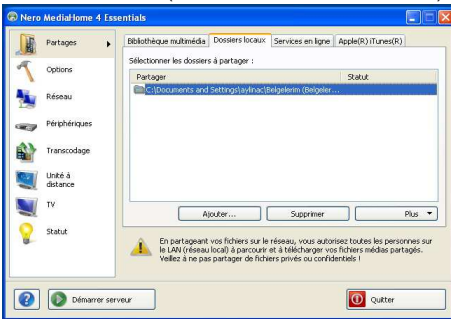 Nero MediaHome 4 Essentials
Partages
Options
Réseau
Périphériques
Transcodage
Unité à
distance
TV
Statut
Bibliothèque multimédia Dossiers locaux Services en ligne Apple(R) iTunes(R)
Sélectionner les dossiers à partager :
Partager Statut
C:\Documents and Settings\aylinac\Belgelerim (Belgeler...
Ajouter... Supprimer Plus
En partageant vos fichiers sur le réseau, vous autorisez toutes les personnes sur
le LAN (réseau local) à parcourir et à télécharger vos fichiers médias partagés.
Veillez à ne pas partager de fichiers privés ou confidentiels !
Démarrer serveur Quitter